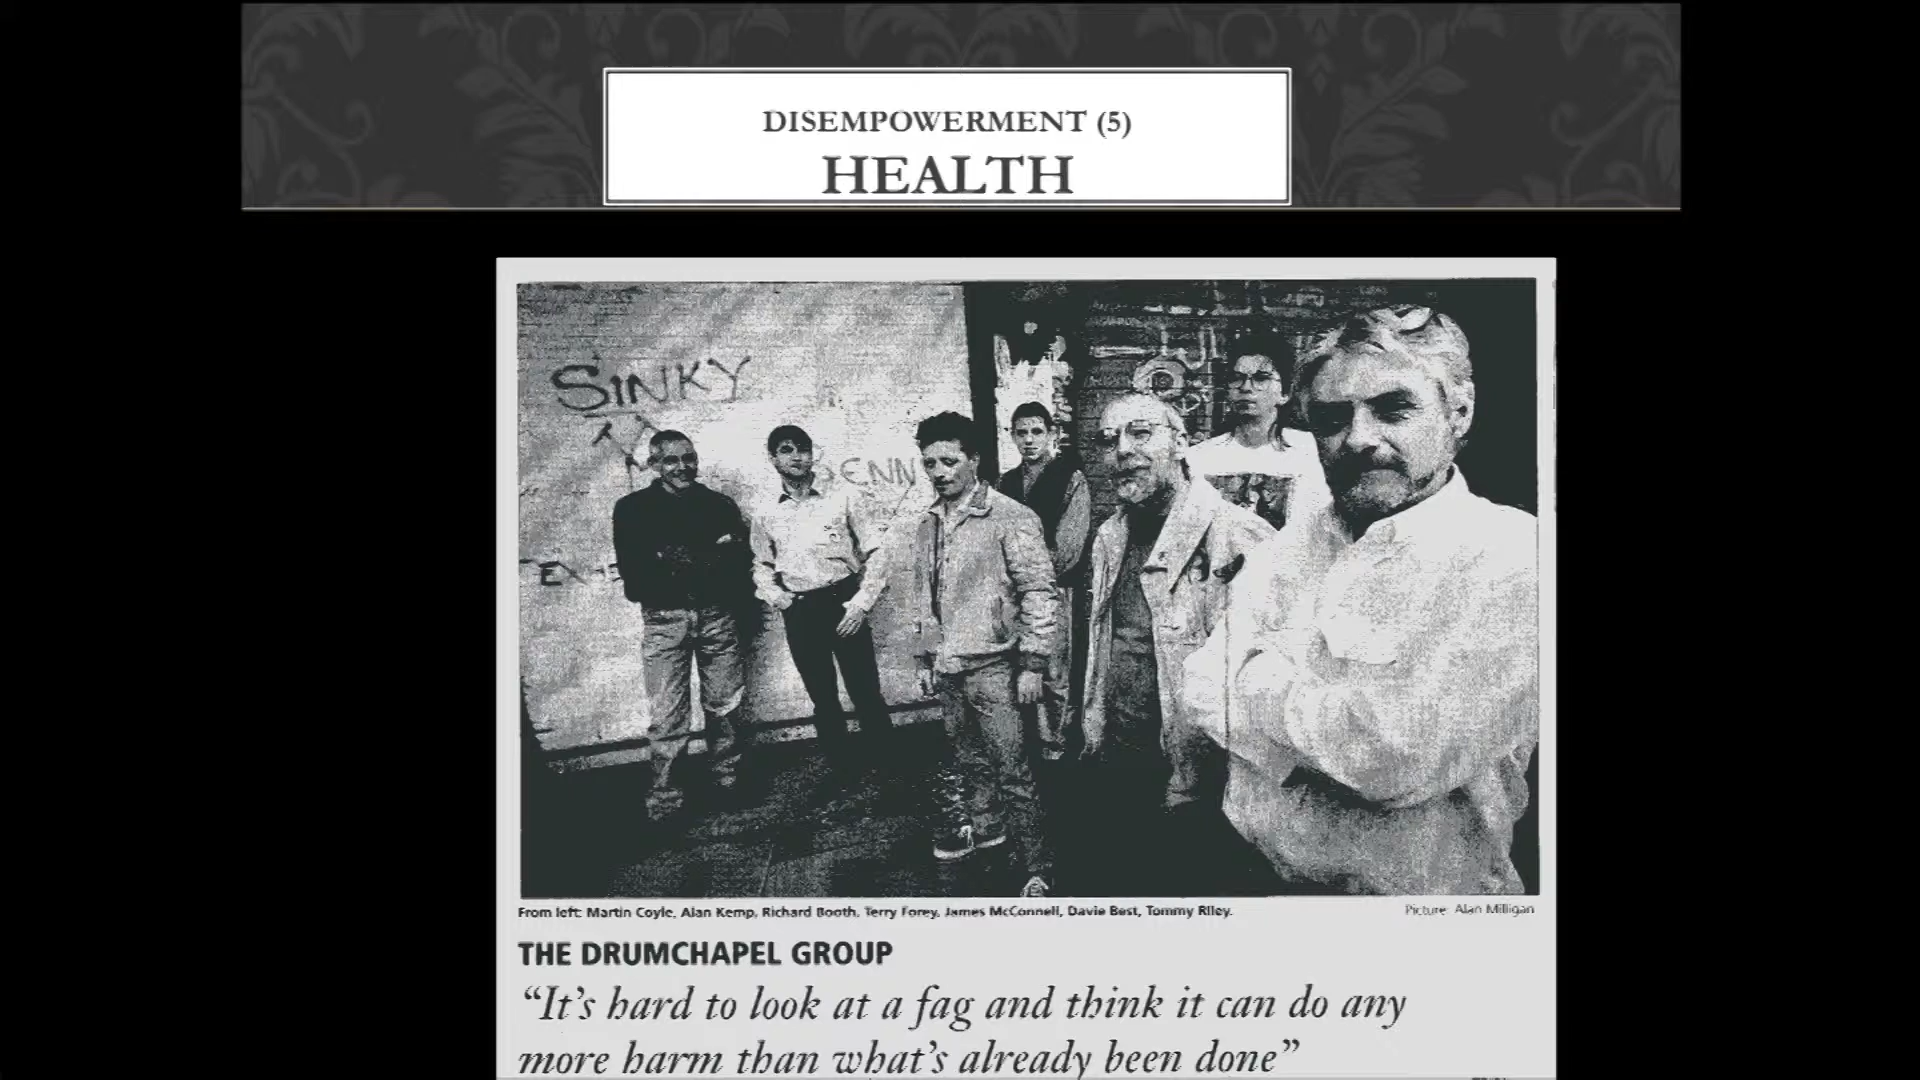 DISEMPOWERMENT (5)
HEALTH
SINKY
ENN
From left: Martin Coyle, Alan Kemp, Richard Booth, Terry Forey, James McConnell, Davie Best, Tommy Riley.
Picture: Alan Milligan
THE DRUMCHAPEL GROUP
“It’s hard to look at a fag and think it can do any
more harm than what’s already been done”